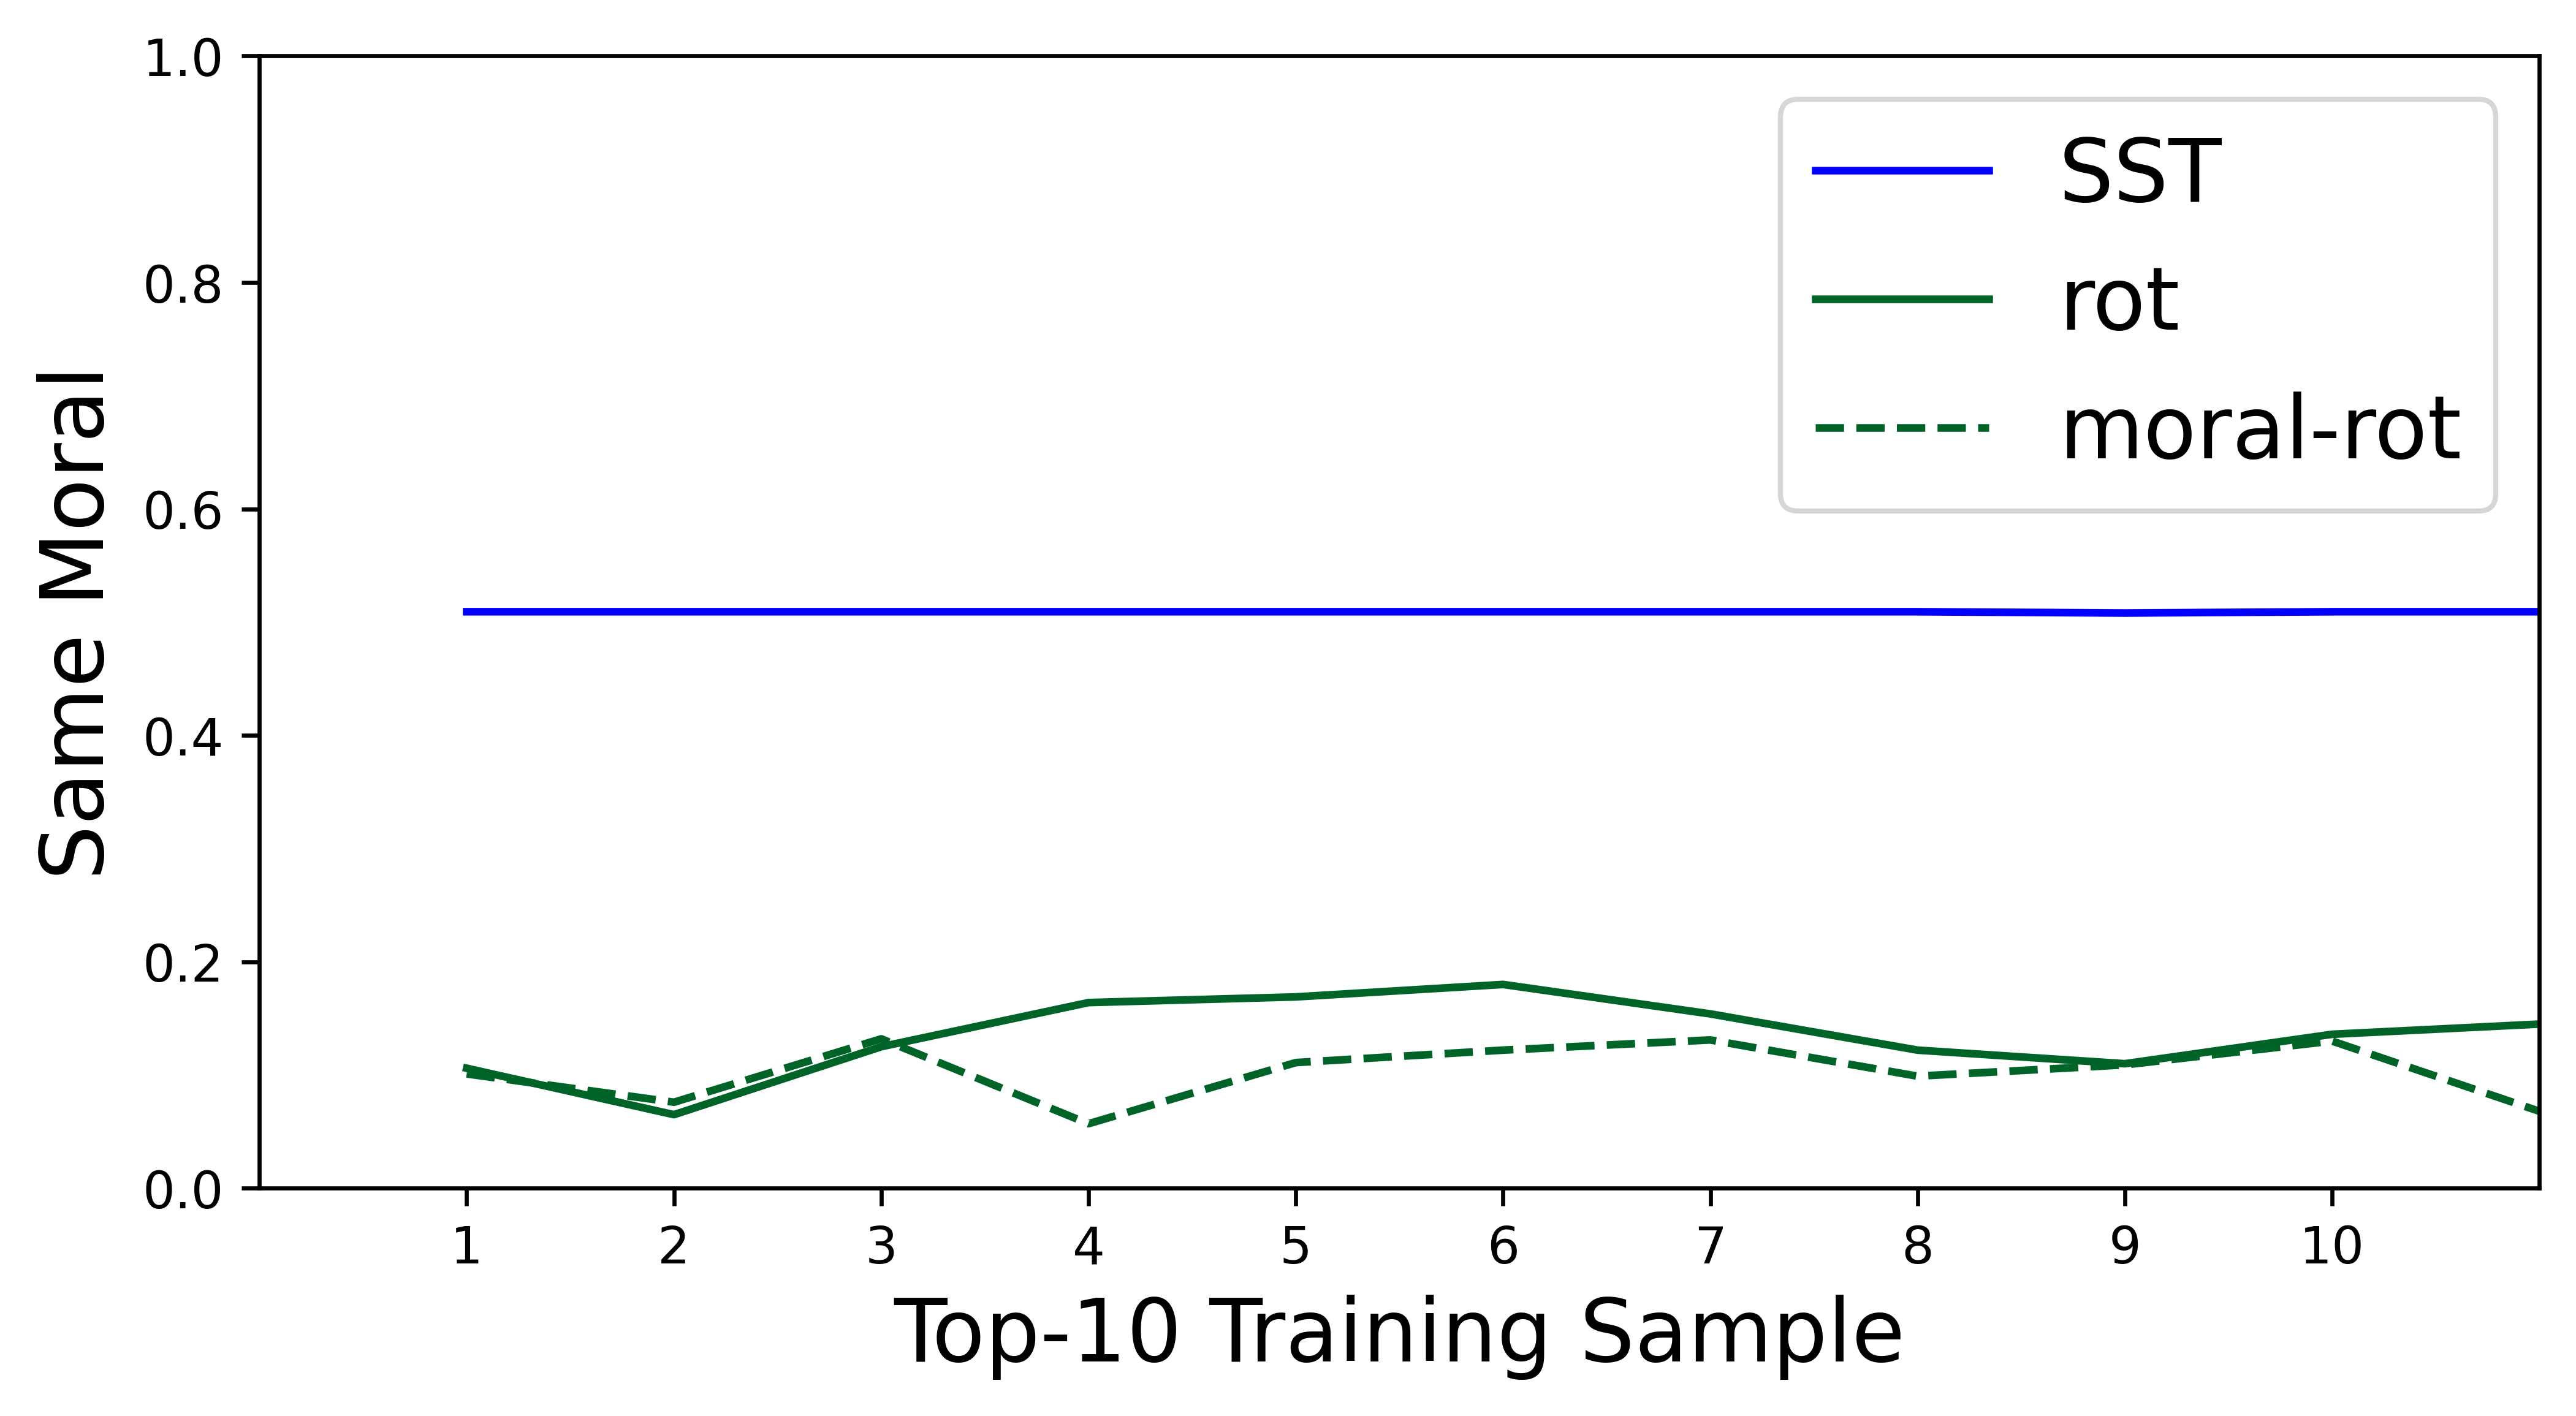 1.0
0.8
0.6
0.4
0.2
0.0
Same Moral
SST
rot
moral-rot
1 2 3 4 5 6 7 8 9 10
Top-10 Training Sample